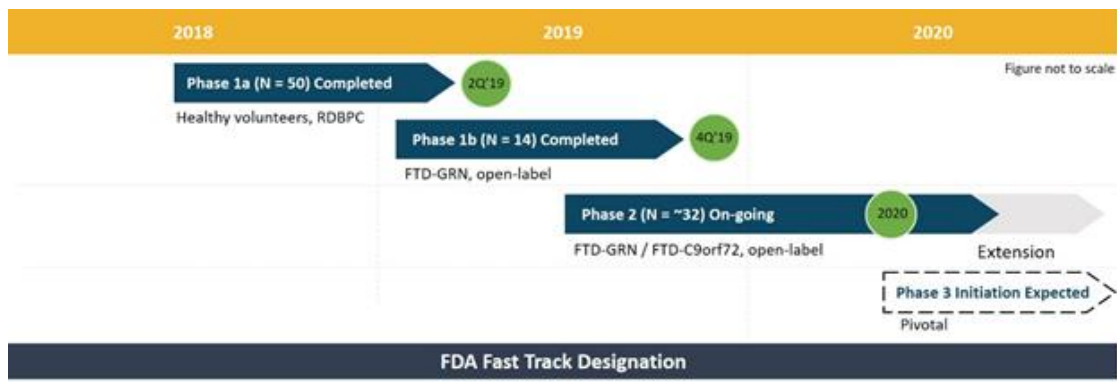 2018 2019 2020
Figure not to scale
Phase 1a (N = 50) Completed
2Q'19
Healthy volunteers, RDBPC
Phase 1b (N = 14) Completed
4Q'19
FTD-GRN, open-label
Phase 2 (N = ~32) On-going
2020
FTD-GRN / FTD-C9orf72, open-label
Extension
Phase 3 Initiation Expected
Pivotal
FDA Fast Track Designation